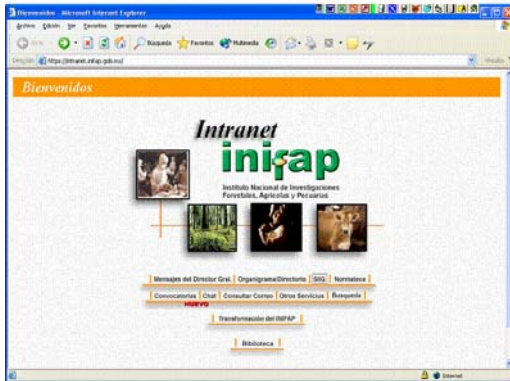 Bienvenidos - Microsoft Internet Explorer
Archivo Edición Ver Favoritos Herramientas Ayuda
Búsqueda Favoritos Multimedia
Dirección https://intranet.inifap.gob.mx/
Bienvenidos
Intranet
inifap
Instituto Nacional de Investigaciones
Forestales, Agrícolas y Pecuarias
Mensajes del Director Gral. Organigrama/Directorio SIIG Normateca
Convocatorias Chat Consultar Correo Otros Servicios Busqueda
Nuevo
Transformación del INIFAP
Biblioteca
Internet